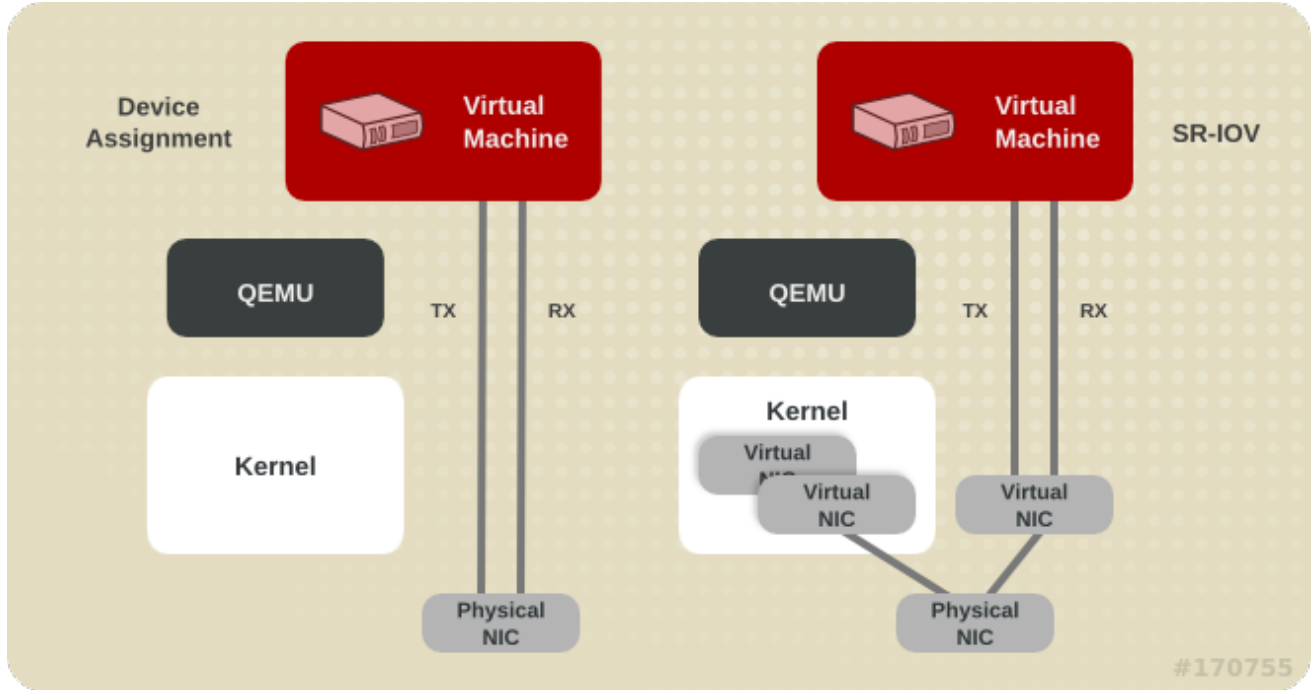 Device
Assignment
Virtual
Machine
QEMU
TX
RX
Kernel
Physical
NIC
Virtual
Machine
SR-IOV
QEMU
TX
RX
Kernel
Virtual
NIC
Virtual
NIC
Virtual
NIC
Physical
NIC
#170755